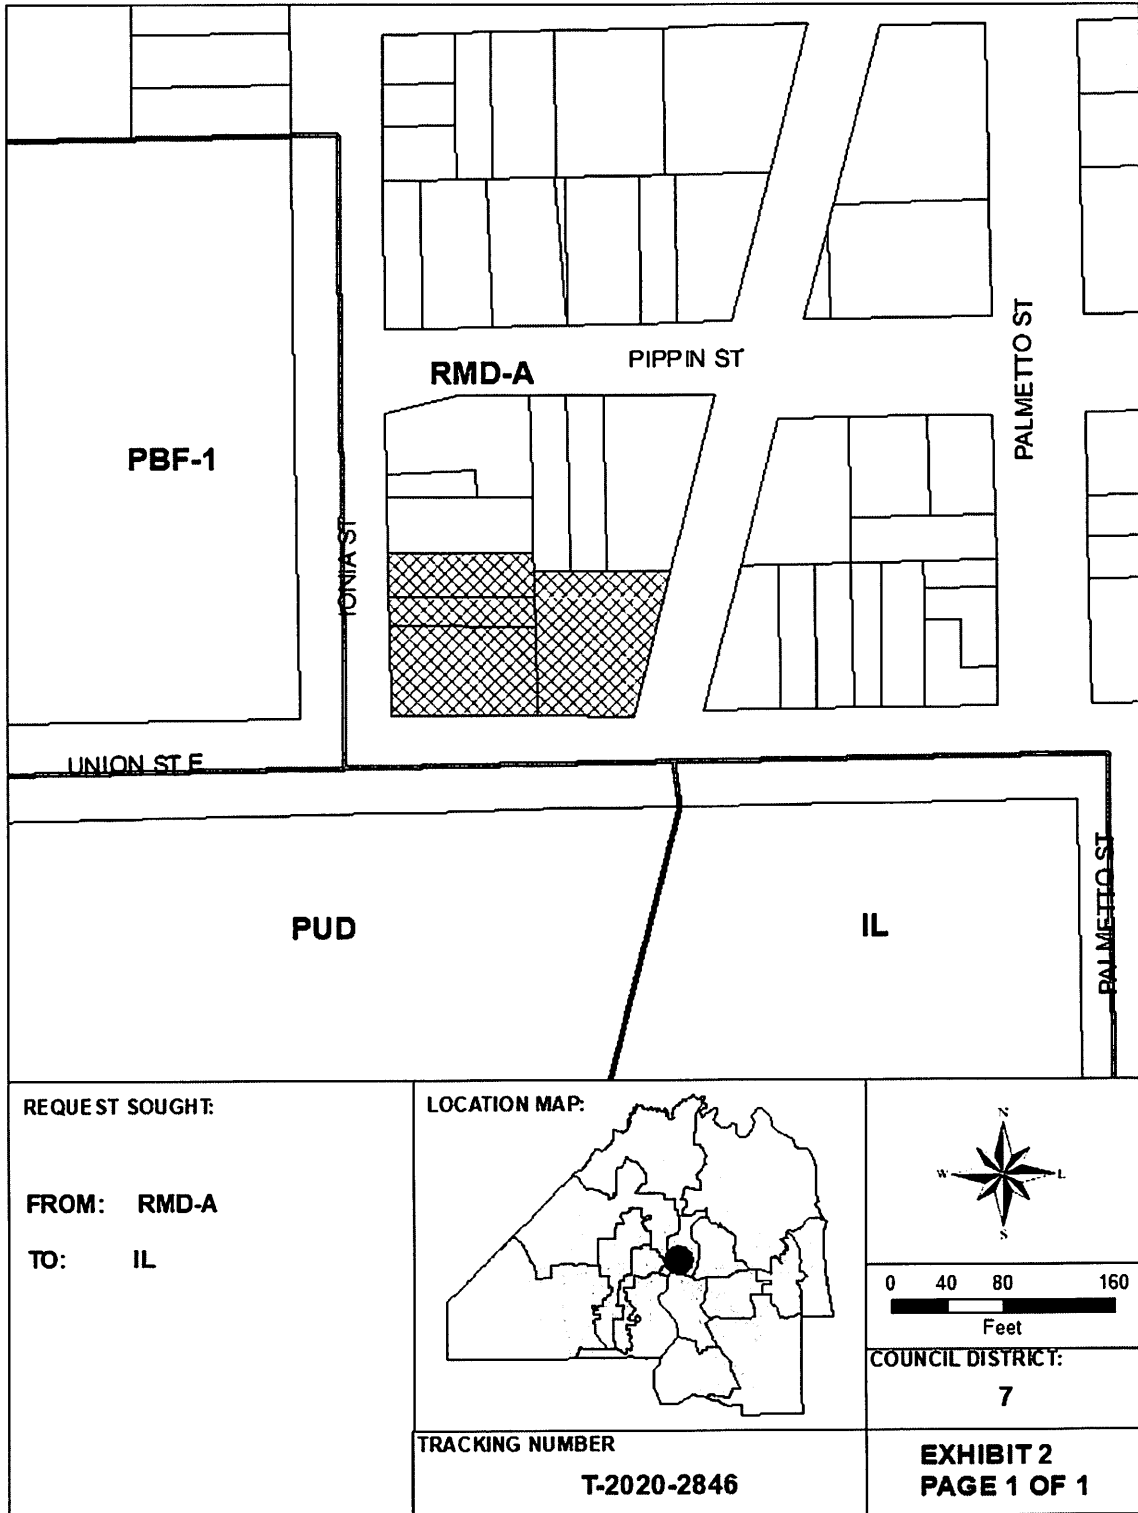 RMD-A
PIPPIN ST
PALMETTO ST
PBF-1
IONIA ST
UNION ST E
PUD
IL
PALMETTO ST
REQUEST SOUGHT:
FROM: RMD-A
TO: IL
LOCATION MAP:
N
W
S
0 40 80 160
Feet
COUNCIL DISTRICT:
7
TRACKING NUMBER
T-2020-2846
EXHIBIT 2
PAGE 1 OF 1